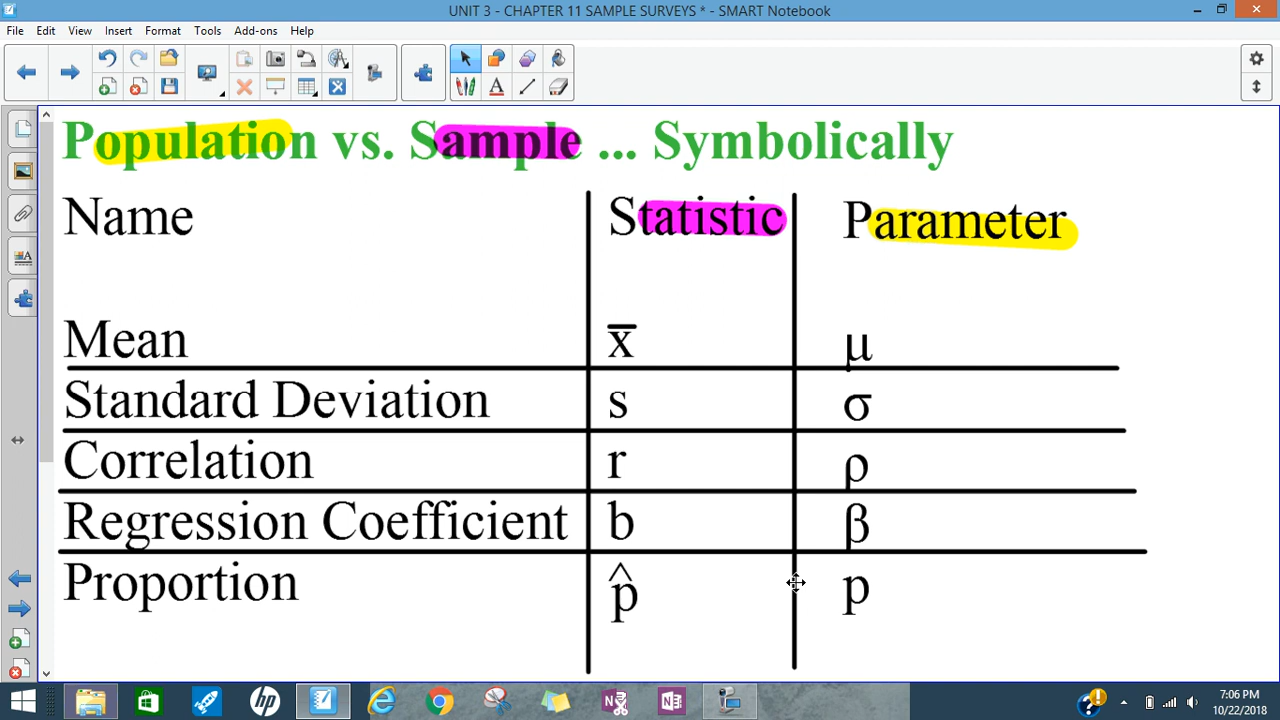 UNIT 3 - CHAPTER 11 SAMPLE SURVEYS * - SMART Notebook
File Edit View Insert Format Tools Add-ons Help
Population vs. Sample ... Symbolically
Name Statistic Parameter
Mean x̅ μ
Standard Deviation s σ
Correlation r ρ
Regression Coefficient b β
Proportion p̂ p
7:06 PM
10/22/2018